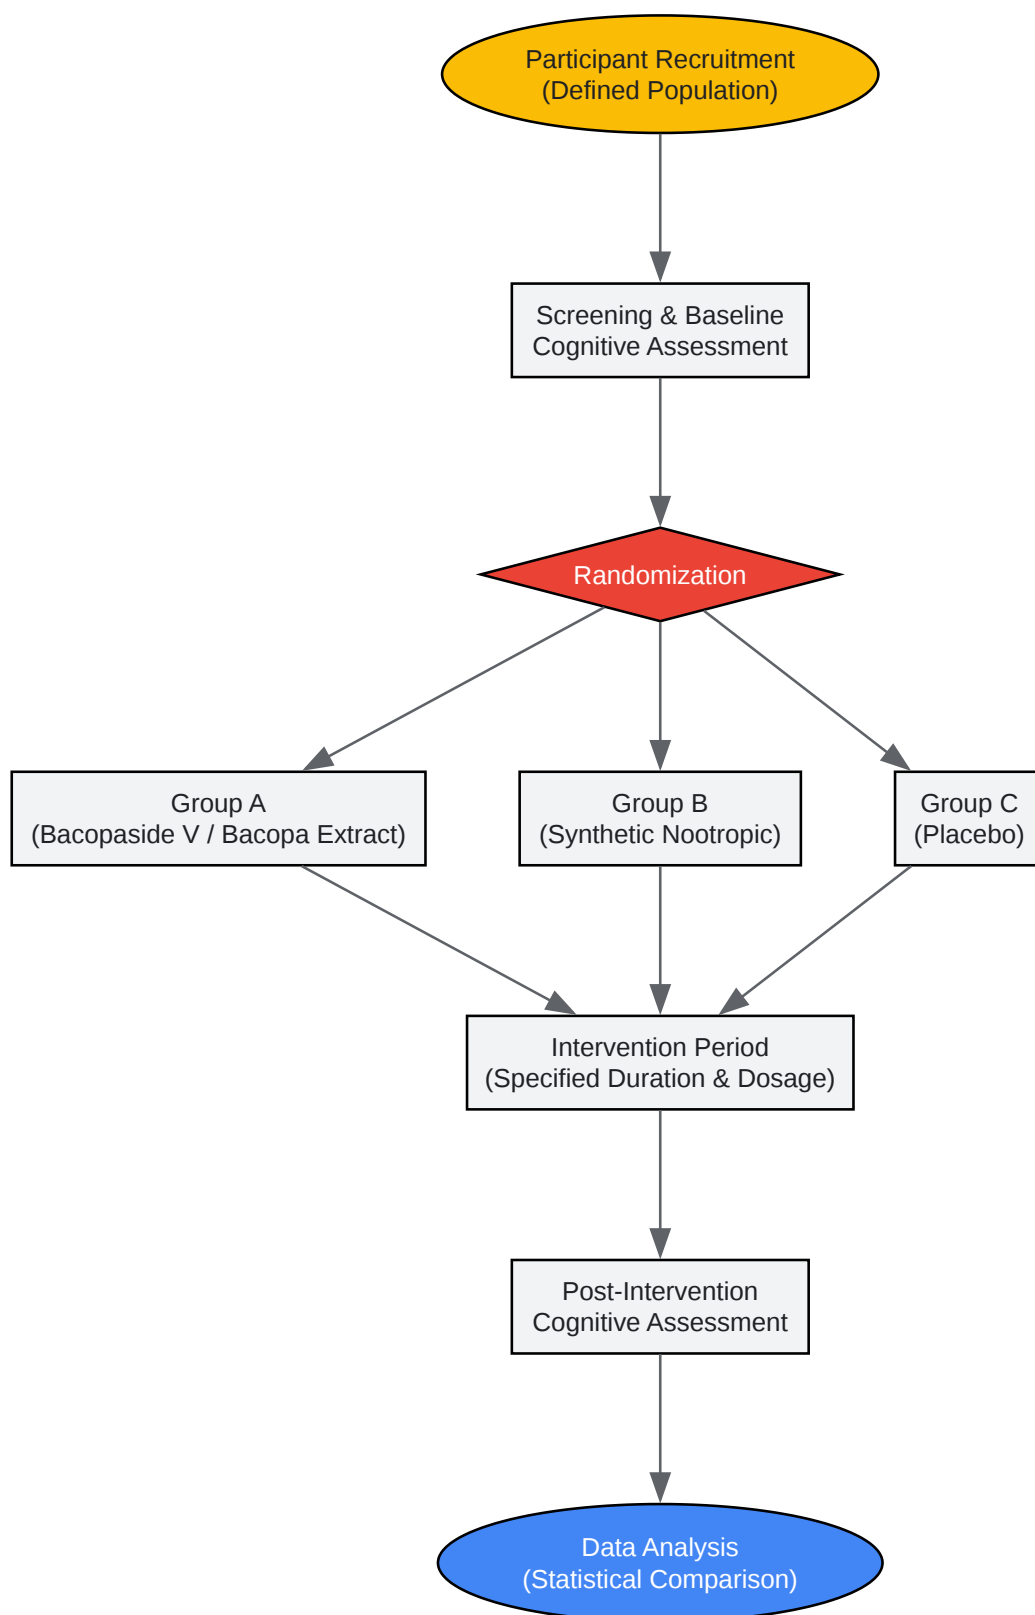 Participant Recruitment
(Defined Population)
Screening & Baseline
Cognitive Assessment
Randomization
Group A
(Bacopaside V / Bacopa Extract)
Group B
(Synthetic Nootropic)
Group C
(Placebo)
Intervention Period
(Specified Duration & Dosage)
Post-Intervention
Cognitive Assessment
Data Analysis
(Statistical Comparison)